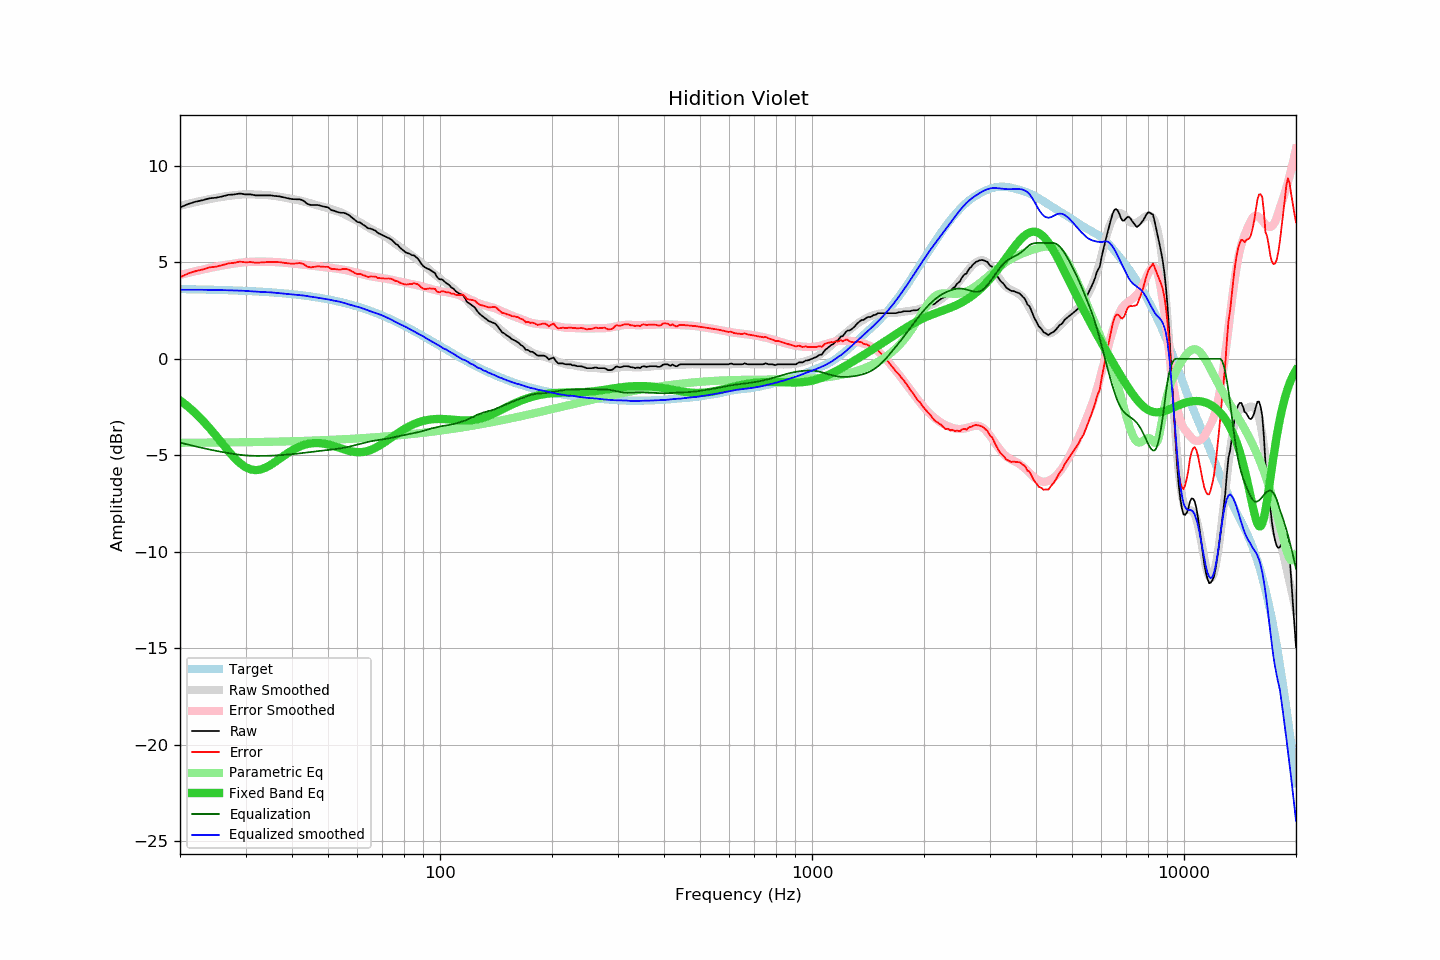 Hidition Violet
Amplitude (dBr)
10
5
0
−5
−10
−15
−20
−25
Target
Raw Smoothed
Error Smoothed
Raw
Error
Parametric Eq
Fixed Band Eq
Equalization
Equalized smoothed
100
1000
10000
Frequency (Hz)